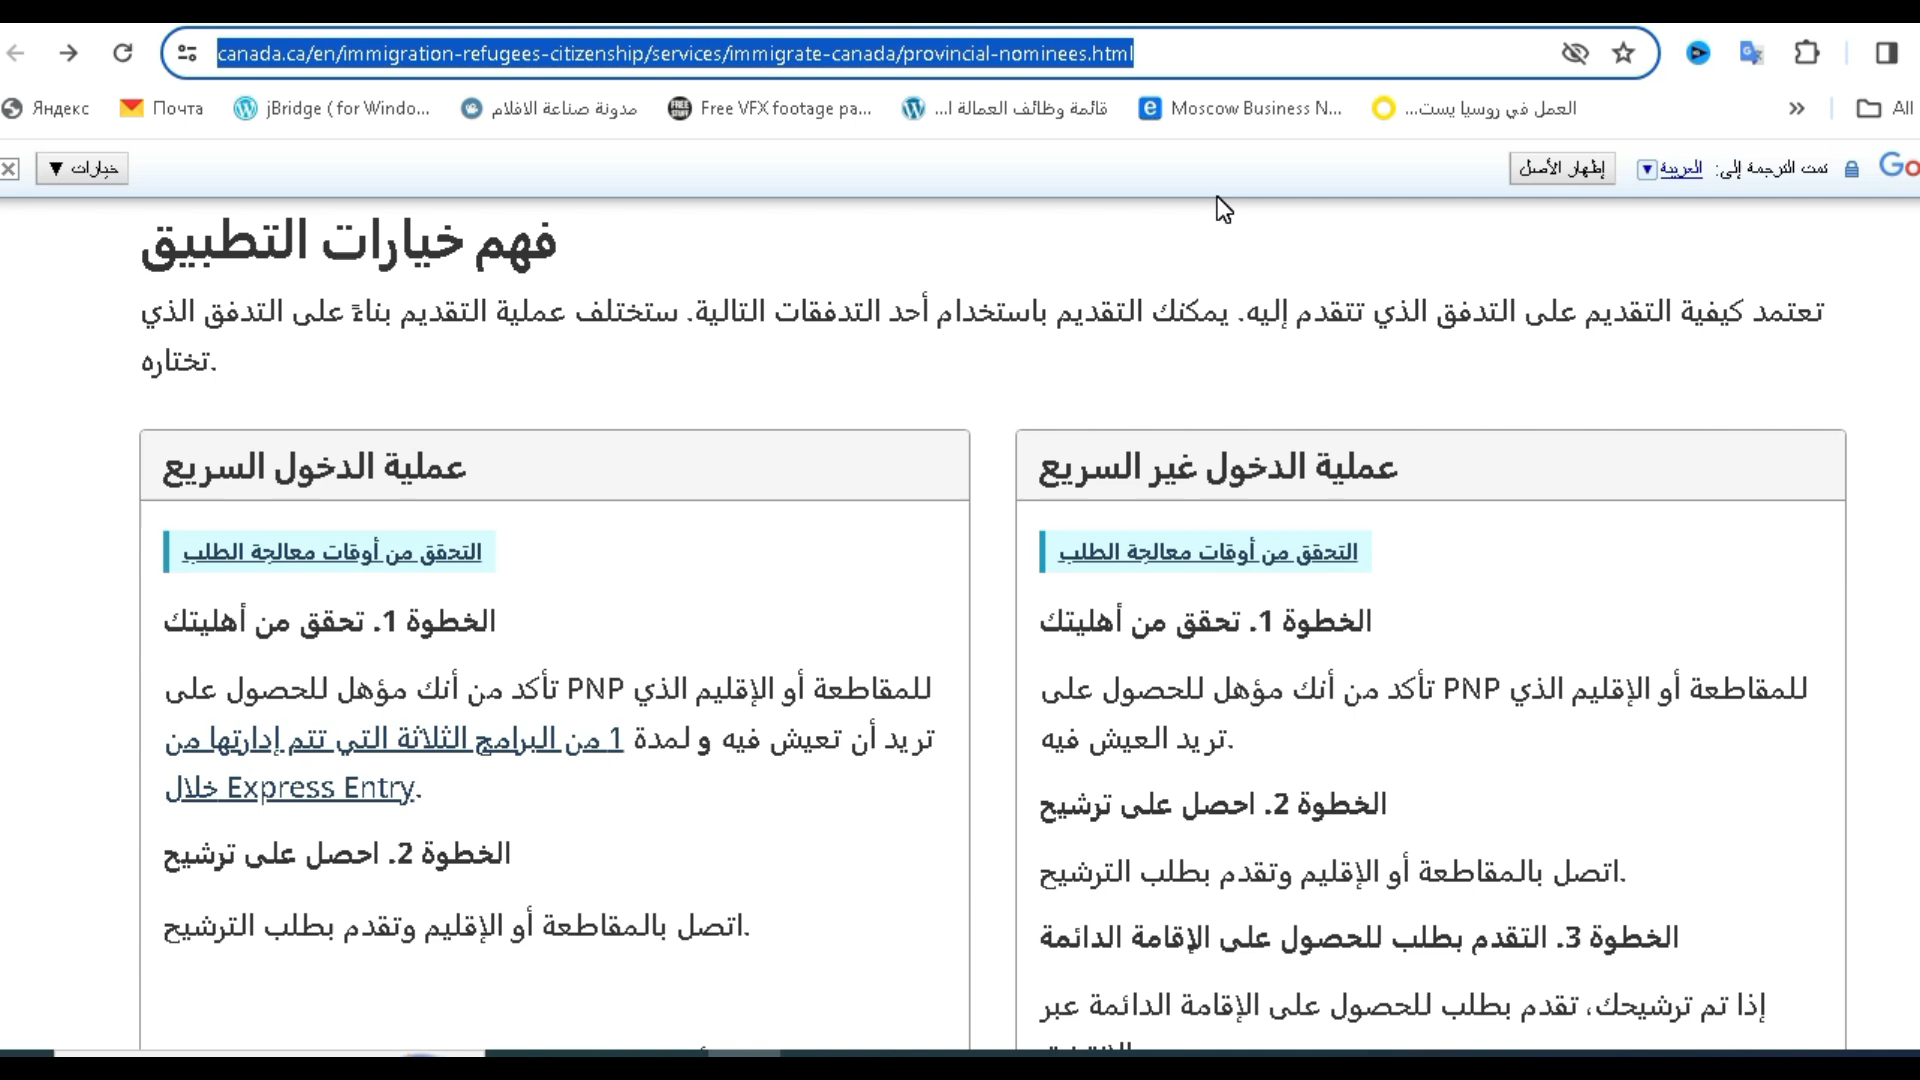 canada.ca/en/immigration-refugees-citizenship/services/immigrate-canada/provincial-nominees.html
Яндекс
Почта
jBridge ( for Windo...
مدونة صناعة الافلام
Free VFX footage pa...
قائمة وظائف العمالة ا...
Moscow Business N...
العمل في روسيا يست...
All
خيارات ▼
إظهار الأصل
تمت الترجمة إلى: العربية
Go
فهم خيارات التطبيق
تعتمد كيفية التقديم على التدفق الذي تتقدم إليه. يمكنك التقديم باستخدام أحد التدفقات التالية. ستختلف عملية التقديم بناءً على التدفق الذي
تختاره.
عملية الدخول السريع
التحقق من أوقات معالجة الطلب
الخطوة 1. تحقق من أهليتك
للمقاطعة أو الإقليم الذي PNP تأكد من أنك مؤهل للحصول على
تريد أن تعيش فيه و لمدة 1 من البرامج الثلاثة التي تتم إدارتها من
خلال Express Entry.
الخطوة 2. احصل على ترشيح
اتصل بالمقاطعة أو الإقليم وتقدم بطلب الترشيح.
عملية الدخول غير السريع
التحقق من أوقات معالجة الطلب
الخطوة 1. تحقق من أهليتك
للمقاطعة أو الإقليم الذي PNP تأكد من أنك مؤهل للحصول على
تريد العيش فيه.
الخطوة 2. احصل على ترشيح
اتصل بالمقاطعة أو الإقليم وتقدم بطلب الترشيح.
الخطوة 3. التقدم بطلب للحصول على الإقامة الدائمة
إذا تم ترشيحك، تقدم بطلب للحصول على الإقامة الدائمة عبر